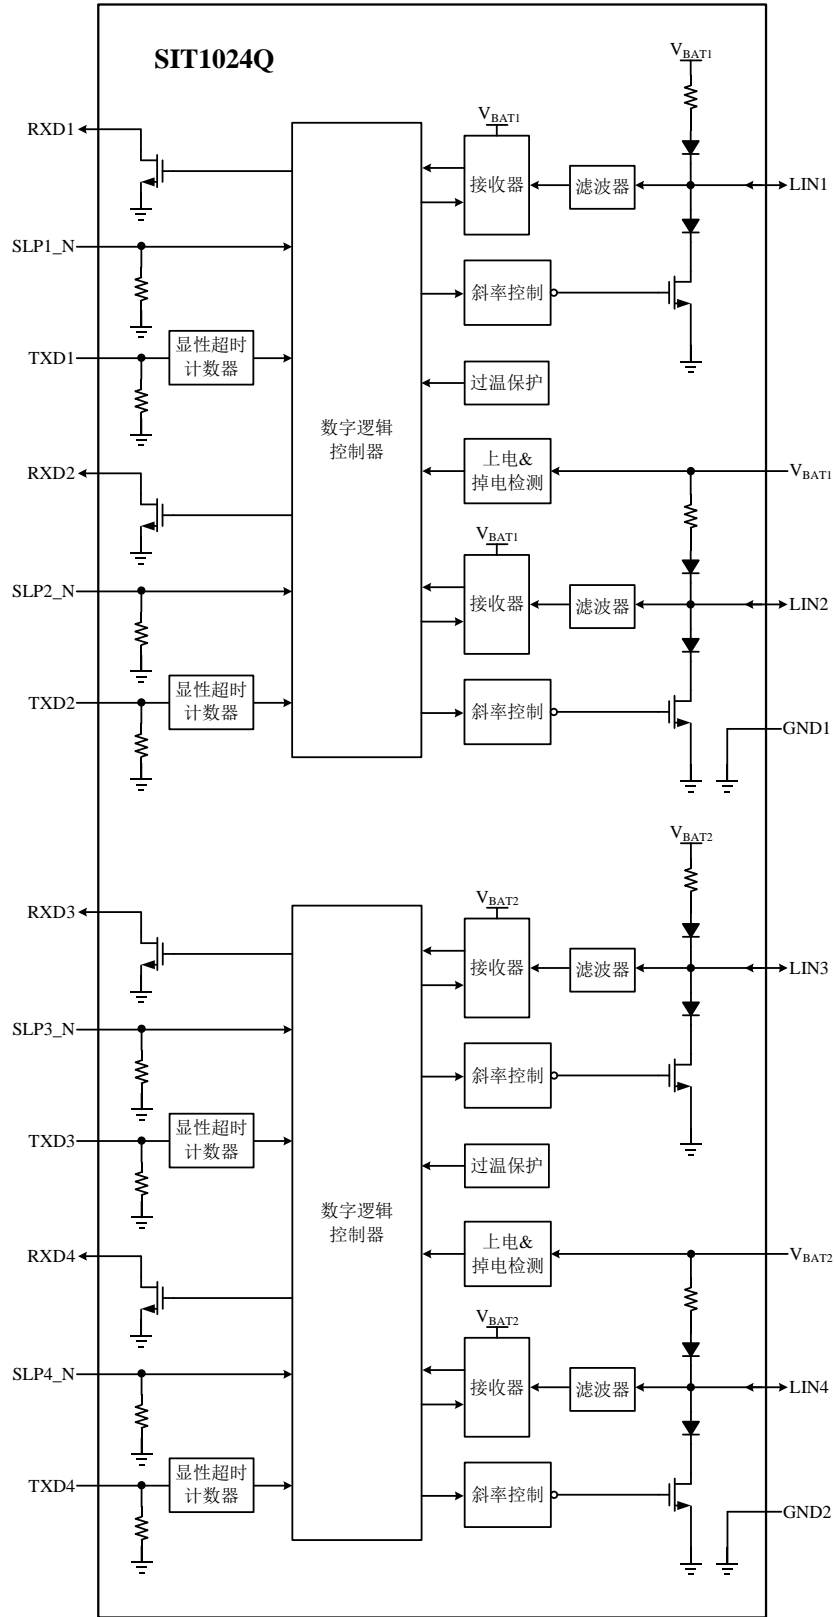 SIT1024Q
V_BAT1
RXD1
V_BAT1
接收器
滤波器
LIN1
SLP1_N
斜率控制
TXD1
显性超时
计数器
过温保护
数字逻辑
控制器
RXD2
上电&
掉电检测
V_BAT1
V_BAT1
SLP2_N
接收器
滤波器
LIN2
TXD2
显性超时
计数器
斜率控制
GND1
V_BAT2
RXD3
V_BAT2
接收器
滤波器
LIN3
SLP3_N
斜率控制
TXD3
显性超时
计数器
过温保护
数字逻辑
控制器
RXD4
上电&
掉电检测
V_BAT2
V_BAT2
SLP4_N
接收器
滤波器
LIN4
TXD4
显性超时
计数器
斜率控制
GND2